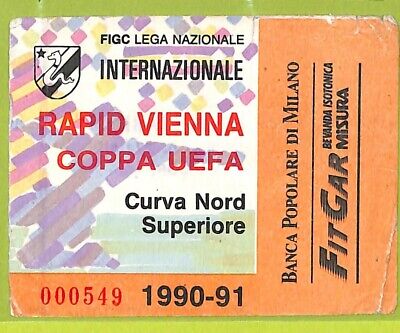 FIGC LEGA NAZIONALE
INTERNAZIONALE
RAPID VIENNA
COPPA UEFA
Curva Nord
Superiore
000549 1990-91
BANCA POPOLARE DI MILANO
FITGAR
BEVANDA ISOTONICA
MISURA